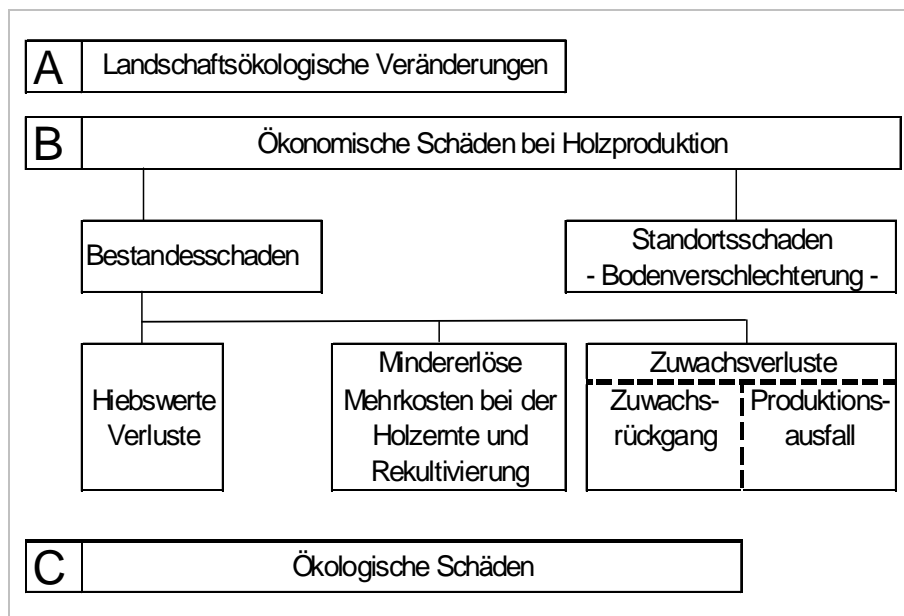 A Landschaftsökologische Veränderungen
B Ökonomische Schäden bei Holzproduktion
Bestandesschaden
Standortsschaden
- Bodenverschlechterung -
Hiebswerte
Verluste
Mindererlöse
Mehrkosten bei der
Holzernte und
Rekultivierung
Zuwachsverluste
Zuwachs-
rückgang
Produktions-
ausfall
C Ökologische Schäden